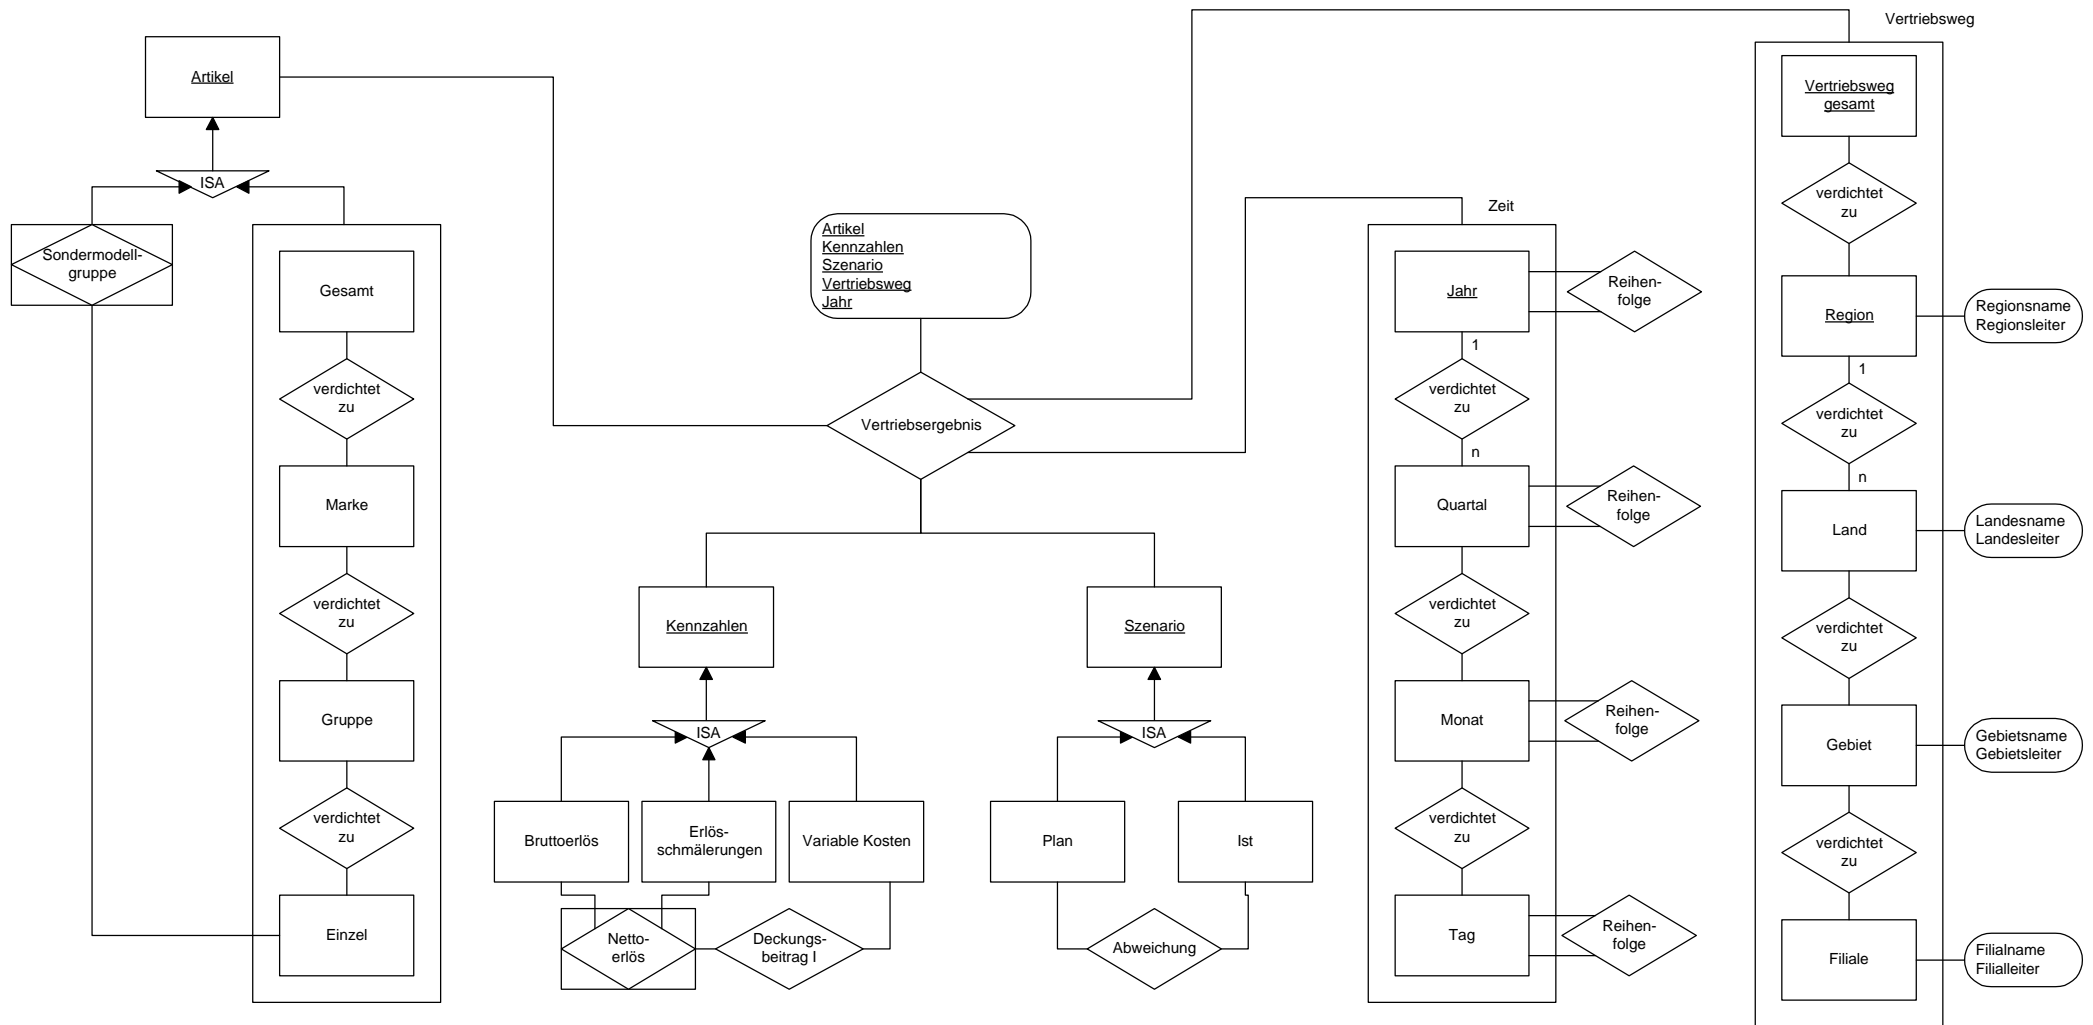 Vertriebsweg
Artikel
Vertriebsweg
gesamt
ISA
verdichtet
zu
Zeit
Artikel
Kennzahlen
Szenario
Vertriebsweg
Jahr
Sondermodell-
gruppe
Gesamt
Jahr
Reihen-
folge
Region
Regionsname
Regionsleiter
1
1
verdichtet
zu
verdichtet
zu
verdichtet
zu
Vertriebsergebnis
n
n
Marke
Quartal
Reihen-
folge
Land
Landesname
Landesleiter
verdichtet
zu
Kennzahlen
Szenario
verdichtet
zu
verdichtet
zu
Gruppe
ISA
ISA
Monat
Reihen-
folge
Gebiet
Gebietsname
Gebietsleiter
verdichtet
zu
Bruttoerlös
Erlös-
schmälerungen
Variable Kosten
Plan
Ist
verdichtet
zu
verdichtet
zu
Einzel
Netto-
erlös
Deckungs-
beitrag I
Abweichung
Tag
Reihen-
folge
Filiale
Filialname
Filialleiter